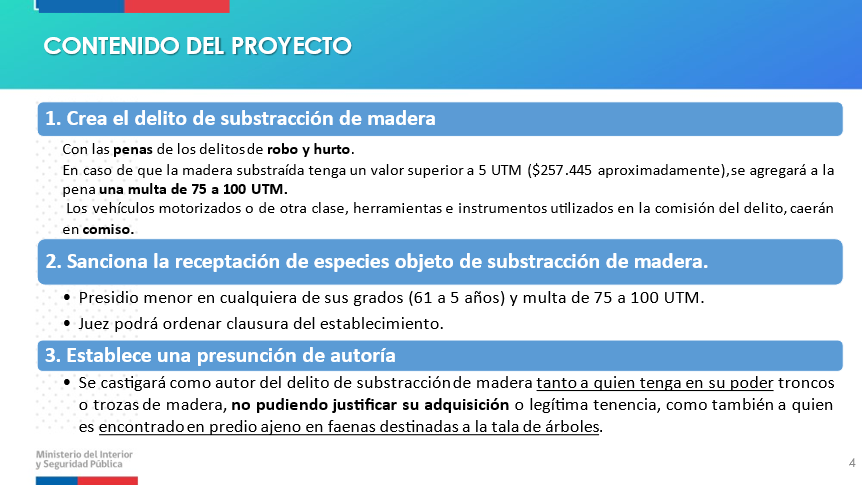 CONTENIDO DEL PROYECTO
1. Crea el delito de substracción de madera
Con las penas de los delitos de robo y hurto.
En caso de que la madera substraída tenga un valor superior a 5 UTM ($257.445 aproximadamente), se agregará a la
pena una multa de 75 a 100 UTM.
Los vehículos motorizados o de otra clase, herramientas e instrumentos utilizados en la comisión del delito, caerán
en comiso.
2. Sanciona la receptación de especies objeto de substracción de madera.
• Presidio menor en cualquiera de sus grados (61 a 5 años) y multa de 75 a 100 UTM.
• Juez podrá ordenar clausura del establecimiento.
3. Establece una presunción de autoría
• Se castigará como autor del delito de substracción de madera tanto a quien tenga en su poder troncos
o trozas de madera, no pudiendo justificar su adquisición o legítima tenencia, como también a quien
es encontrado en predio ajeno en faenas destinadas a la tala de árboles.
Ministerio del Interior
y Seguridad Pública
4